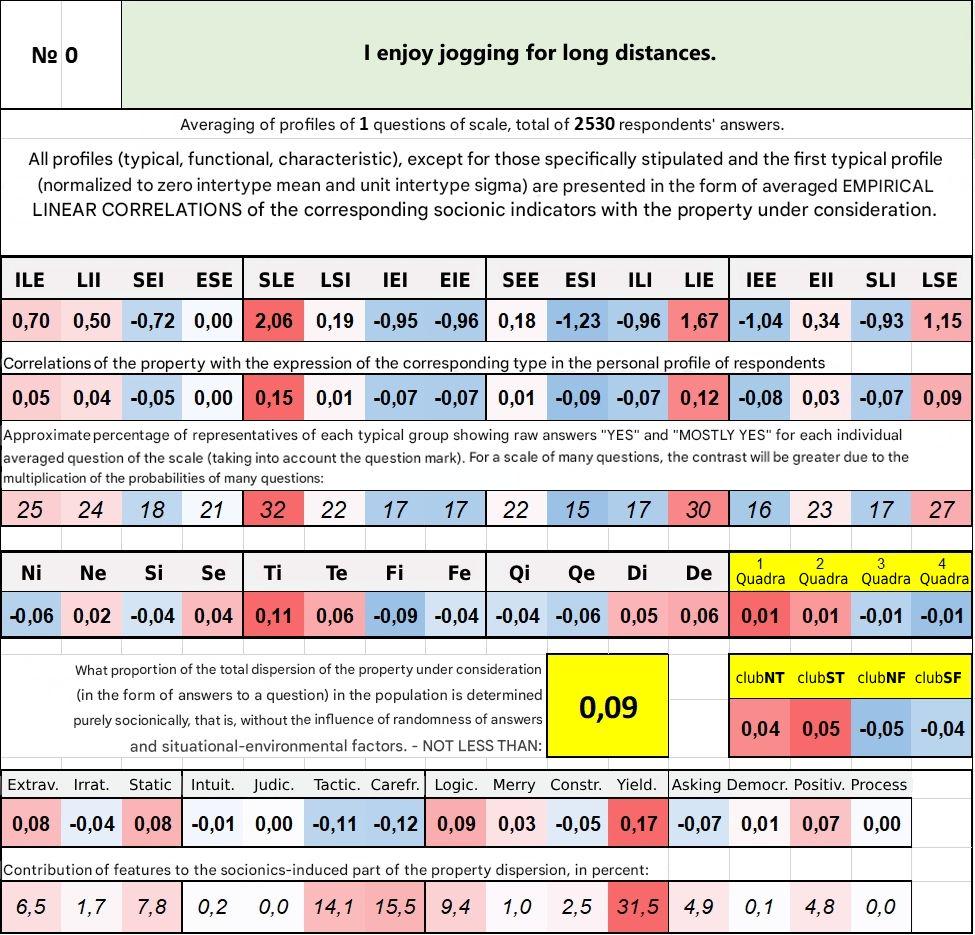 № 0
I enjoy jogging for long distances.
Averaging of profiles of 1 questions of scale, total of 2530 respondents' answers.
All profiles (typical, functional, characteristic), except for those specifically stipulated and the first typical profile
(normalized to zero intertype mean and unit intertype sigma) are presented in the form of averaged EMPIRICAL
LINEAR CORRELATIONS of the corresponding socionic indicators with the property under consideration.
ILE LII SEI ESE SLE LSI IEI EIE SEE ESI ILI LIE IEE EII SLI LSE
0,70 0,50 -0,72 0,00 2,06 0,19 -0,95 -0,96 0,18 -1,23 -0,96 1,67 -1,04 0,34 -0,93 1,15
Correlations of the property with the expression of the corresponding type in the personal profile of respondents
0,05 0,04 -0,05 0,00 0,15 0,01 -0,07 -0,07 0,01 -0,09 -0,07 0,12 -0,08 0,03 -0,07 0,09
Approximate percentage of representatives of each typical group showing raw answers "YES" and "MOSTLY YES" for each individual
averaged question of the scale (taking into account the question mark). For a scale of many questions, the contrast will be greater due to the
multiplication of the probabilities of many questions:
25 24 18 21 32 22 17 17 22 15 17 30 16 23 17 27
Ni Ne Si Se Ti Te Fi Fe Qi Qe Di De 1 Quadra 2 Quadra 3 Quadra 4 Quadra
-0,06 0,02 -0,04 0,04 0,11 0,06 -0,09 -0,04 -0,04 -0,06 0,05 0,06 0,01 0,01 -0,01 -0,01
What proportion of the total dispersion of the property under consideration
(in the form of answers to a question) in the population is determined
purely socionically, that is, without the influence of randomness of answers
and situational-environmental factors. - NOT LESS THAN:
0,09
clubNT clubST clubNF clubSF
0,04 0,05 -0,05 -0,04
Extrav. Irrat. Static Intuit. Judic. Tactic. Carefr. Logic. Merry Constr. Yield. Asking Democr. Positiv. Process
0,08 -0,04 0,08 -0,01 0,00 -0,11 -0,12 0,09 0,03 -0,05 0,17 -0,07 0,01 0,07 0,00
Contribution of features to the socionics-induced part of the property dispersion, in percent:
6,5 1,7 7,8 0,2 0,0 14,1 15,5 9,4 1,0 2,5 31,5 4,9 0,1 4,8 0,0